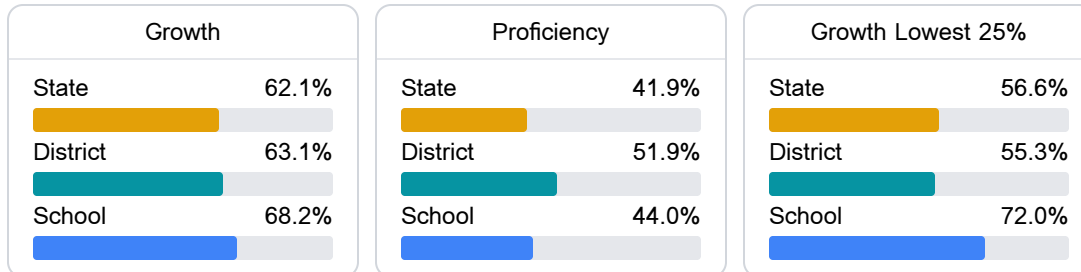 Growth
State 62.1%
District 63.1%
School 68.2%
Proficiency
State 41.9%
District 51.9%
School 44.0%
Growth Lowest 25%
State 56.6%
District 55.3%
School 72.0%